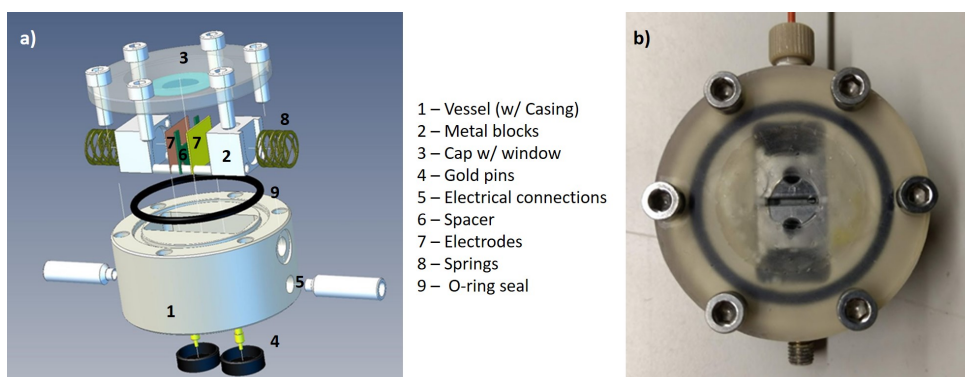 a)
3
8
7
7
6
2
9
5
1
4
1 – Vessel (w/ Casing)
2 – Metal blocks
3 – Cap w/ window
4 – Gold pins
5 – Electrical connections
6 – Spacer
7 – Electrodes
8 – Springs
9 – O-ring seal
b)